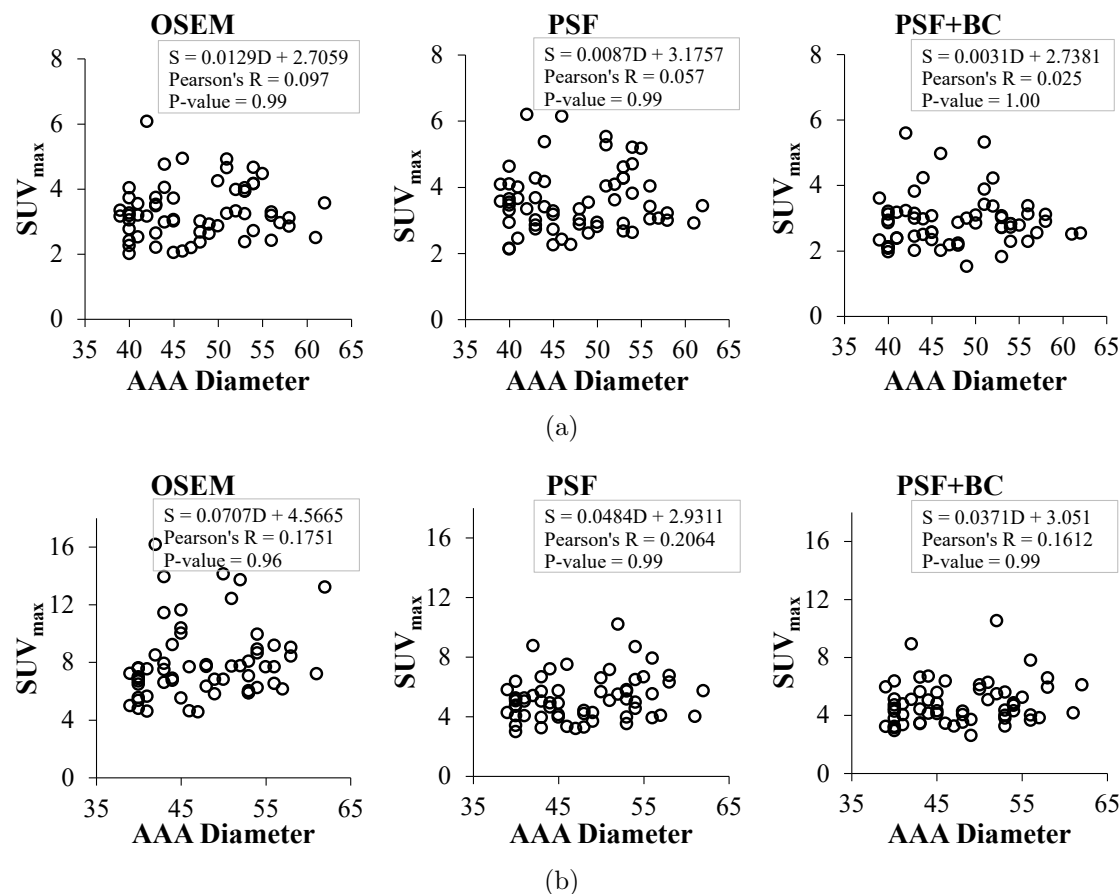 OSEM
S = 0.0129D + 2.7059
Pearson's R = 0.097
P-value = 0.99
SUVmax
8
6
4
2
0
35 40 45 50 55 60 65
AAA Diameter
PSF
S = 0.0087D + 3.1757
Pearson's R = 0.057
P-value = 0.99
SUVmax
8
6
4
2
0
35 40 45 50 55 60 65
AAA Diameter
PSF+BC
S = 0.0031D + 2.7381
Pearson's R = 0.025
P-value = 1.00
SUVmax
8
6
4
2
0
35 40 45 50 55 60 65
AAA Diameter
(a)
OSEM
S = 0.0707D + 4.5665
Pearson's R = 0.1751
P-value = 0.96
SUVmax
16
12
8
4
0
35 45 55 65
AAA Diameter
PSF
S = 0.0484D + 2.9311
Pearson's R = 0.2064
P-value = 0.99
SUVmax
16
12
8
4
0
35 45 55 65
AAA Diameter
PSF+BC
S = 0.0371D + 3.051
Pearson's R = 0.1612
P-value = 0.99
SUVmax
16
12
8
4
0
35 45 55 65
AAA Diameter
(b)